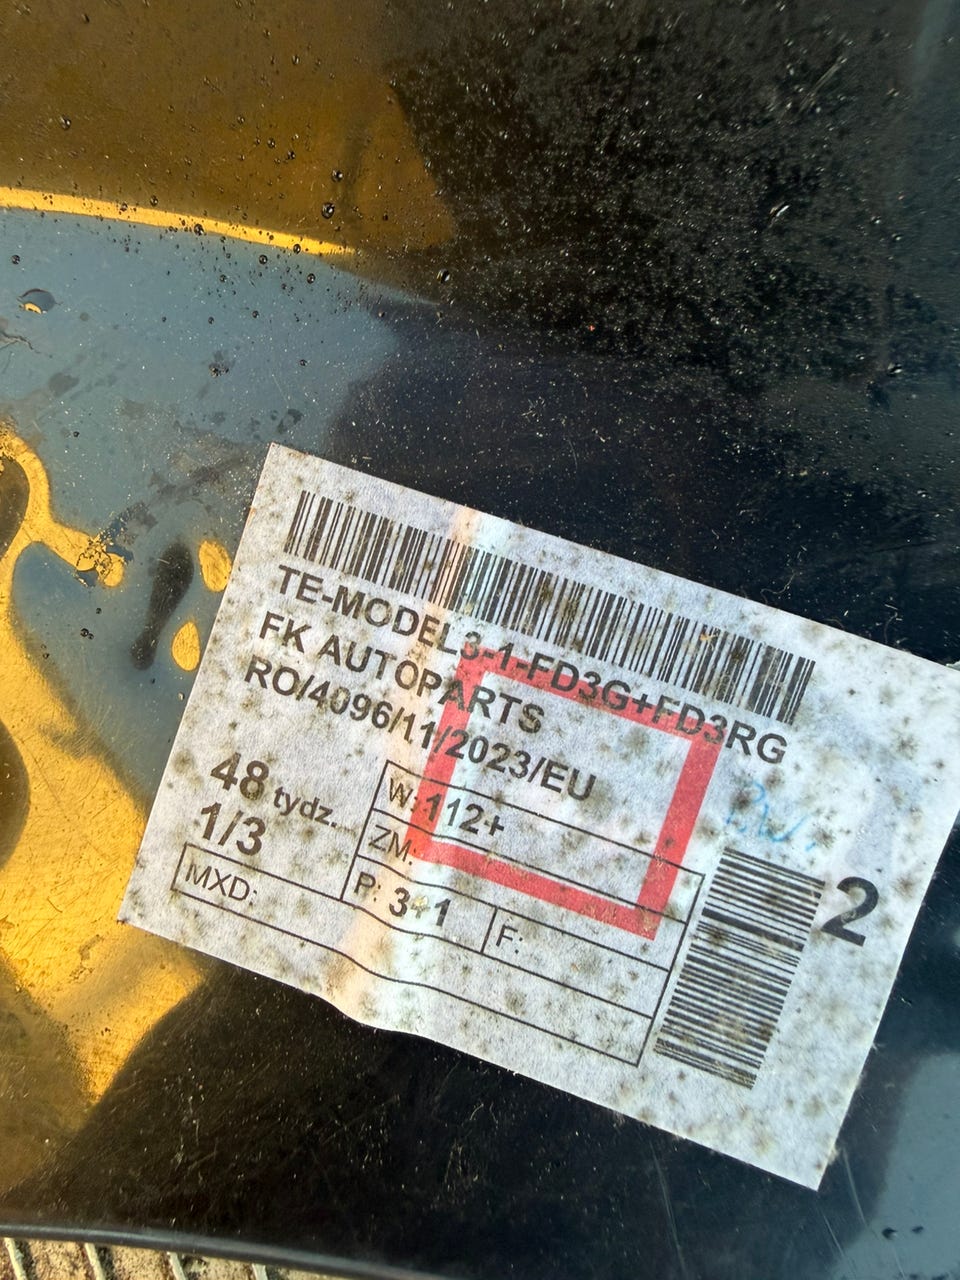 TE-MODEL3-1-FD3G+FD3RG
FK AUTOPARTS
RO/4096/11/2023/EU
48 tydz.
1/3
W: 112+
ZM:
P: 3+1
F:
MXD:
2